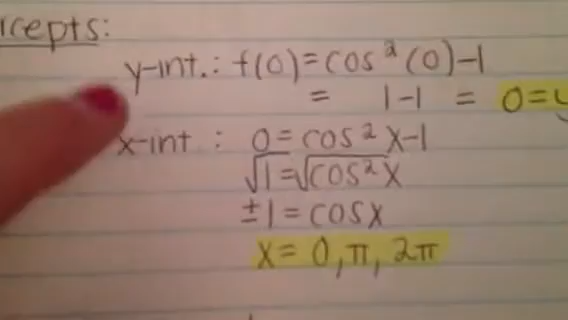 rcepts:
y-int.: f(0)=cos²(0)-1
= 1-1 = 0=y
x-int : 0=cos²x-1
√1=√cos²x
±1=cosx
x=0,π,2π